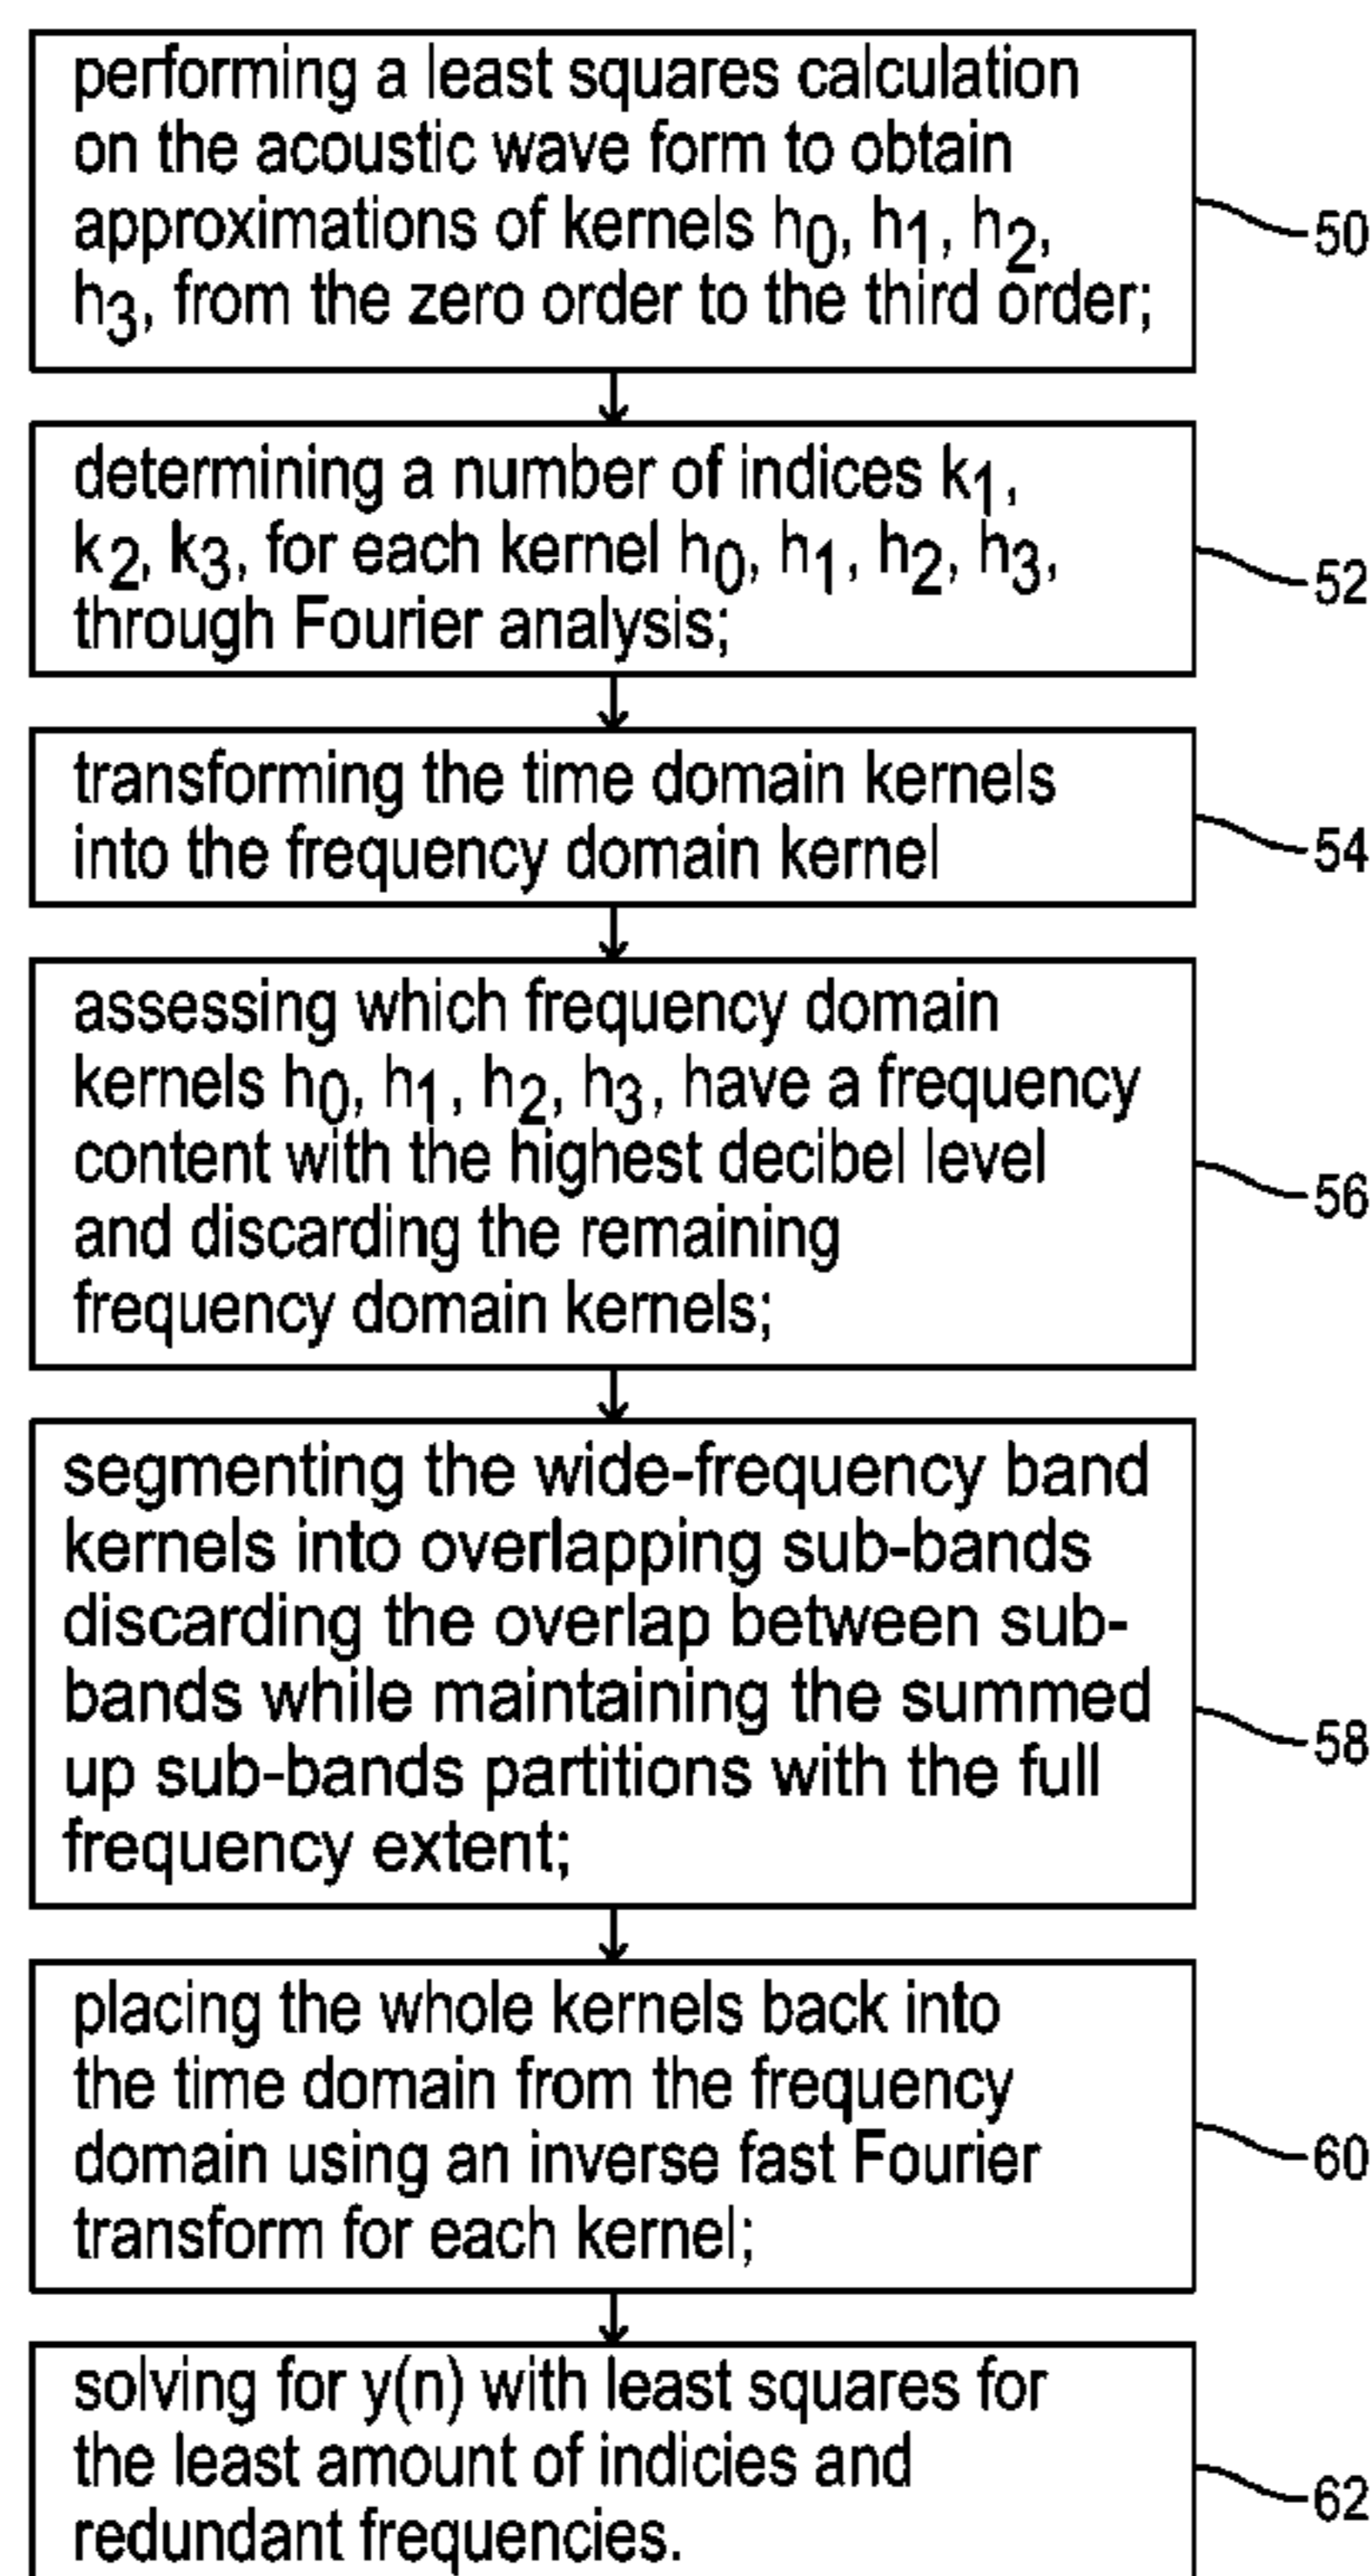 performing a least squares calculation
on the acoustic wave form to obtain
approximations of kernels h0, h1, h2,
h3, from the zero order to the third order;
50
determining a number of indices k1,
k2, k3, for each kernel h0, h1, h2, h3,
through Fourier analysis;
52
transforming the time domain kernels
into the frequency domain kernel
54
assessing which frequency domain
kernels h0, h1, h2, h3, have a frequency
content with the highest decibel level
and discarding the remaining
frequency domain kernels;
56
segmenting the wide-frequency band
kernels into overlapping sub-bands
discarding the overlap between sub-
bands while maintaining the summed
up sub-bands partitions with the full
frequency extent;
58
placing the whole kernels back into
the time domain from the frequency
domain using an inverse fast Fourier
transform for each kernel;
60
solving for y(n) with least squares for
the least amount of indicies and
redundant frequencies.
62